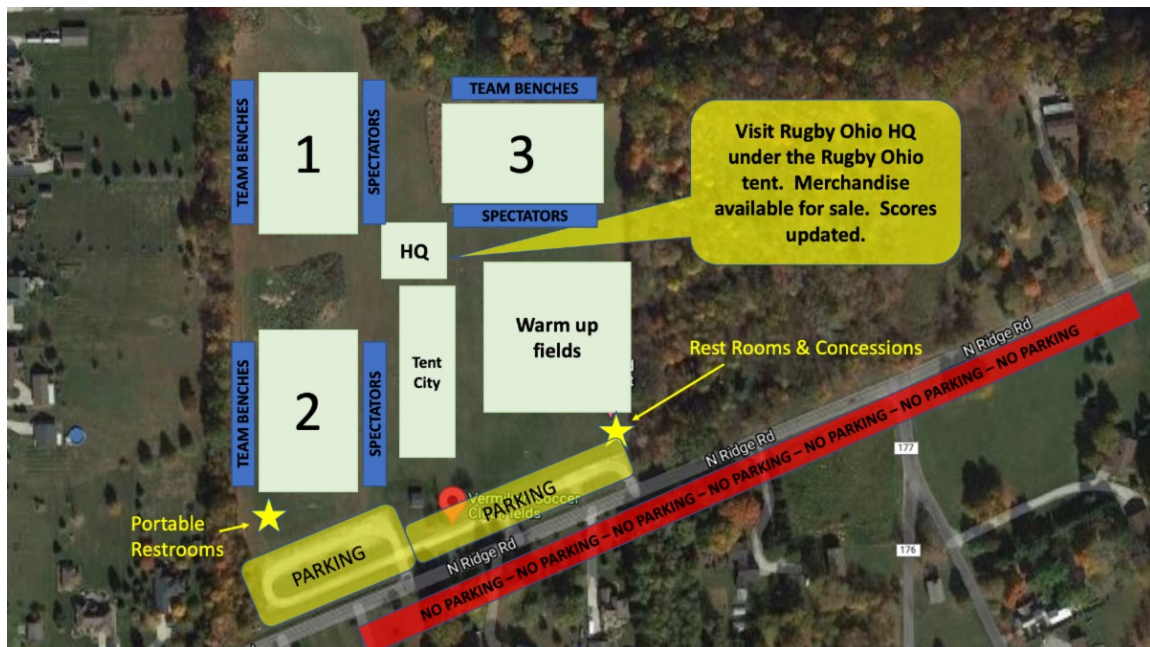 TEAM BENCHES
1
SPECTATORS
TEAM BENCHES
3
SPECTATORS
Visit Rugby Ohio HQ
under the Rugby Ohio
tent. Merchandise
available for sale. Scores
updated.
HQ
Warm up
fields
Tent
City
TEAM BENCHES
2
SPECTATORS
Rest Rooms & Concessions
N Ridge Rd
NO PARKING – NO PARKING – NO PARKING – NO PARKING – NO PARKING – NO PARKING – NO PARKING
N Ridge Rd
N Ridge Rd
177
176
Portable
Restrooms
PARKING
PARKING
Soccer